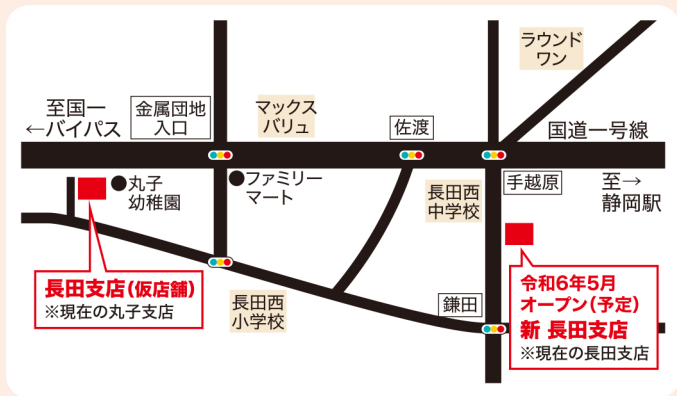 ラウンド
ワン
至国一
←バイパス
金属団地
入口
マックス
バリュ
佐渡
国道一号線
●丸子
幼稚園
●ファミリー
マート
長田西
中学校
手越原
至→
静岡駅
長田支店(仮店舗)
※現在の丸子支店
長田西
小学校
鎌田
令和6年5月
オープン(予定)
新 長田支店
※現在の長田支店